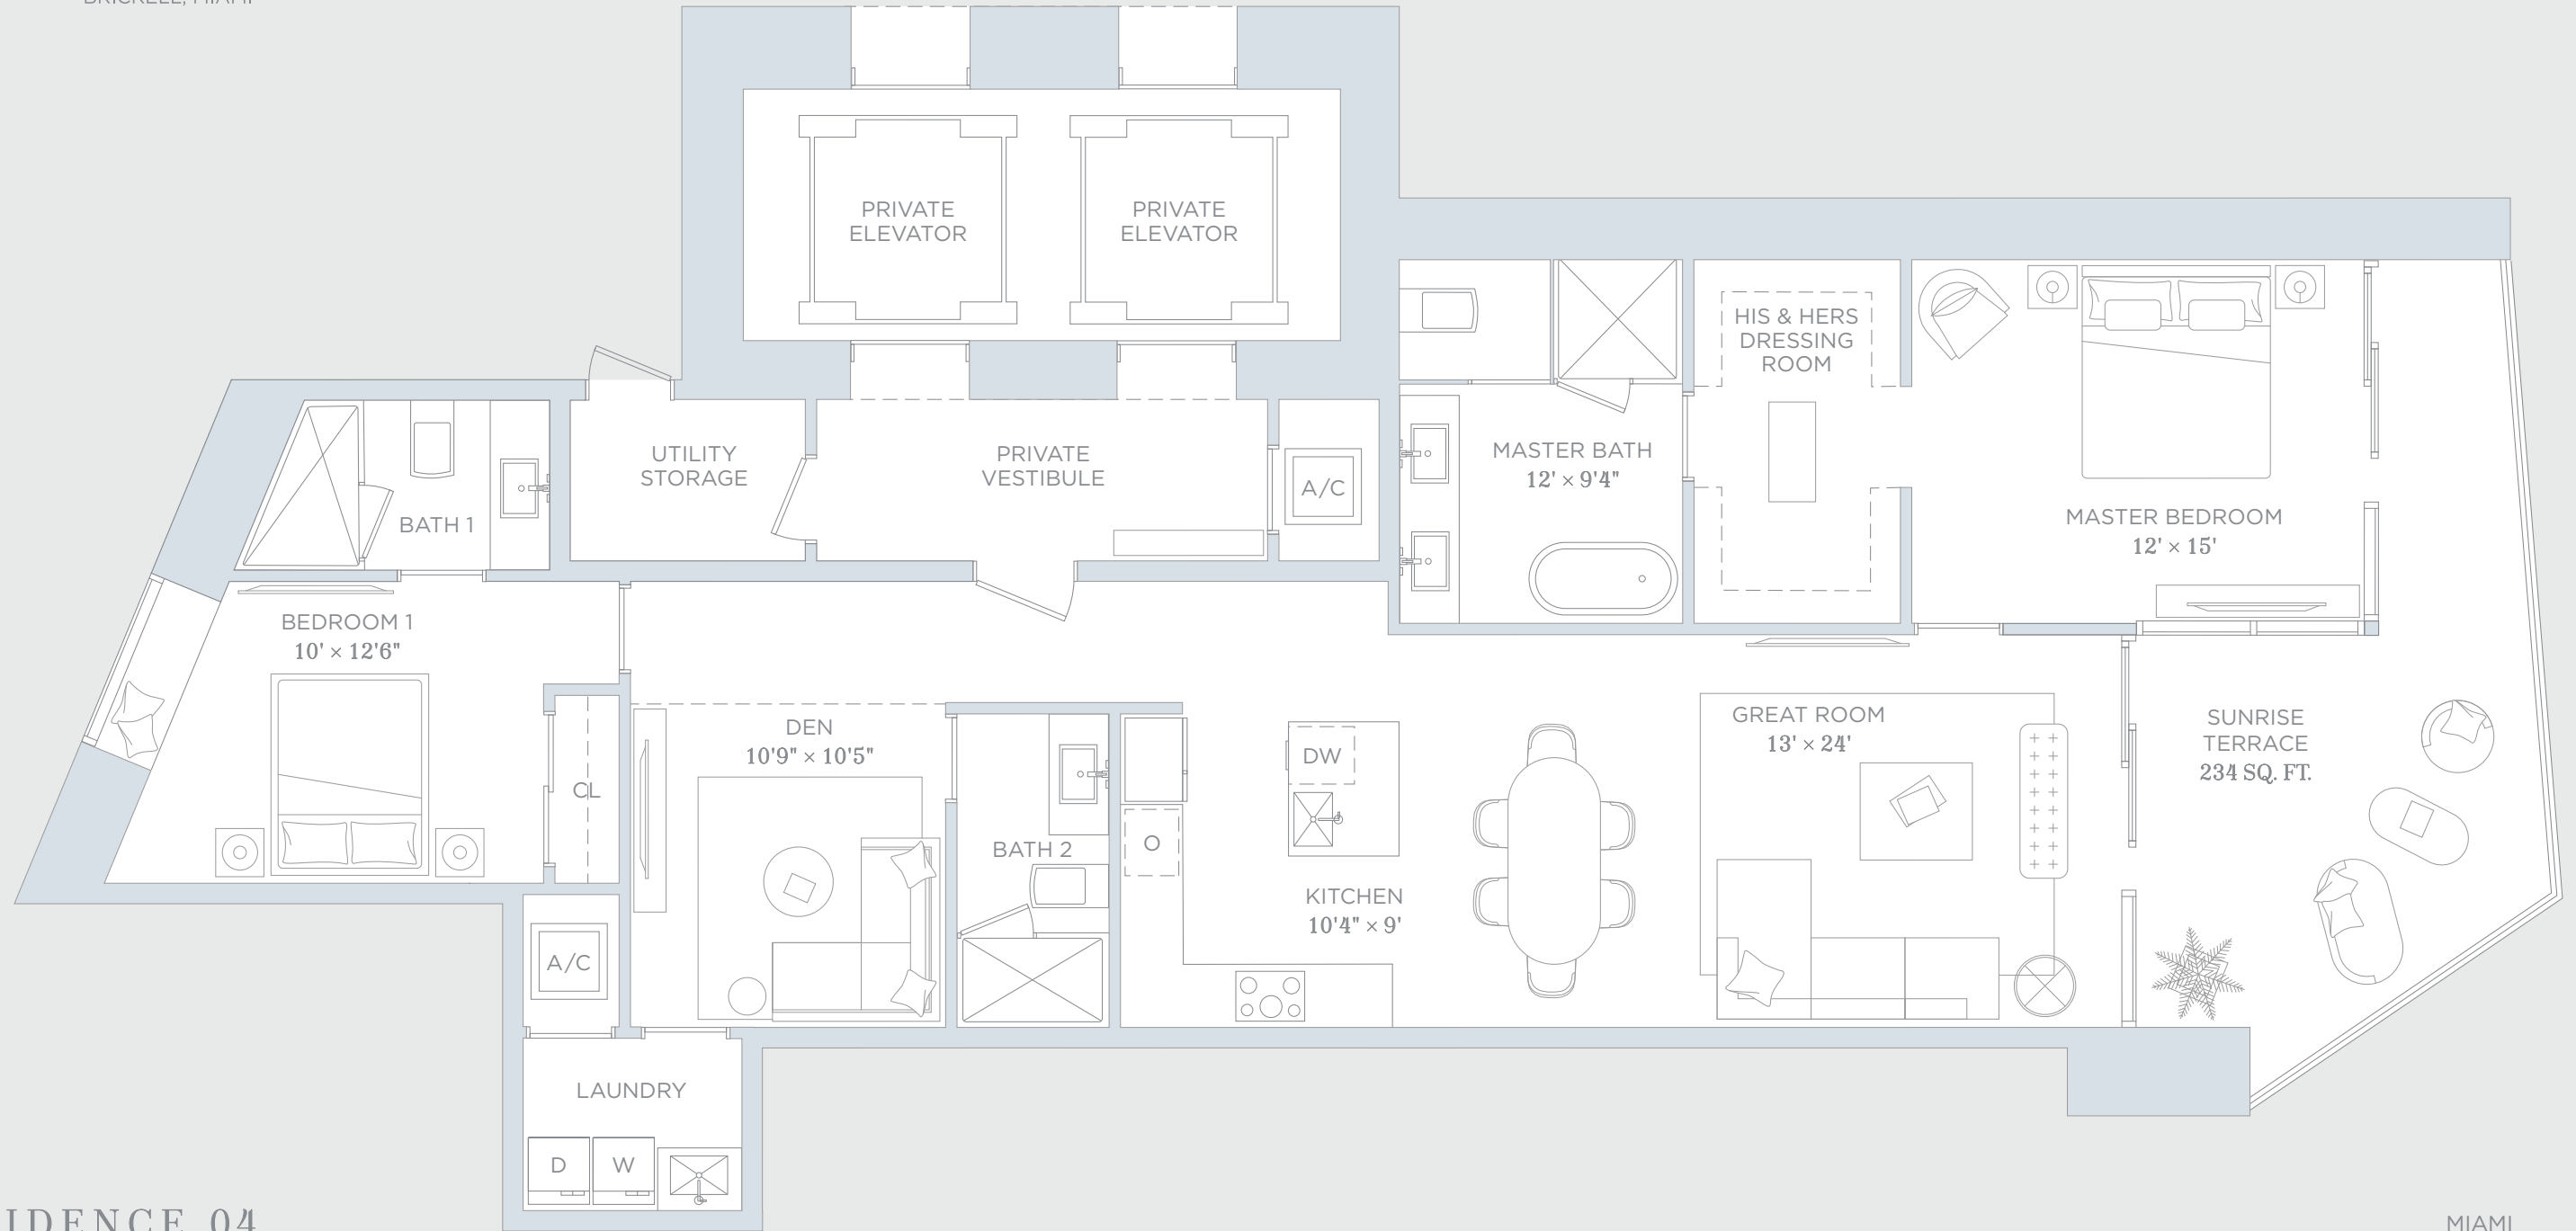 BRICKELL, MIAMI
PRIVATE
ELEVATOR
PRIVATE
ELEVATOR
HIS & HERS
DRESSING
ROOM
UTILITY
STORAGE
PRIVATE
VESTIBULE
A/C
MASTER BATH
12' × 9'4"
MASTER BEDROOM
12' × 15'
BATH 1
BEDROOM 1
10' × 12'6"
CL
DEN
10'9" × 10'5"
BATH 2
O
DW
KITCHEN
10'4" × 9'
GREAT ROOM
13' × 24'
SUNRISE
TERRACE
234 SQ. FT.
A/C
LAUNDRY
D
W
IDENCE 04
MIAMI